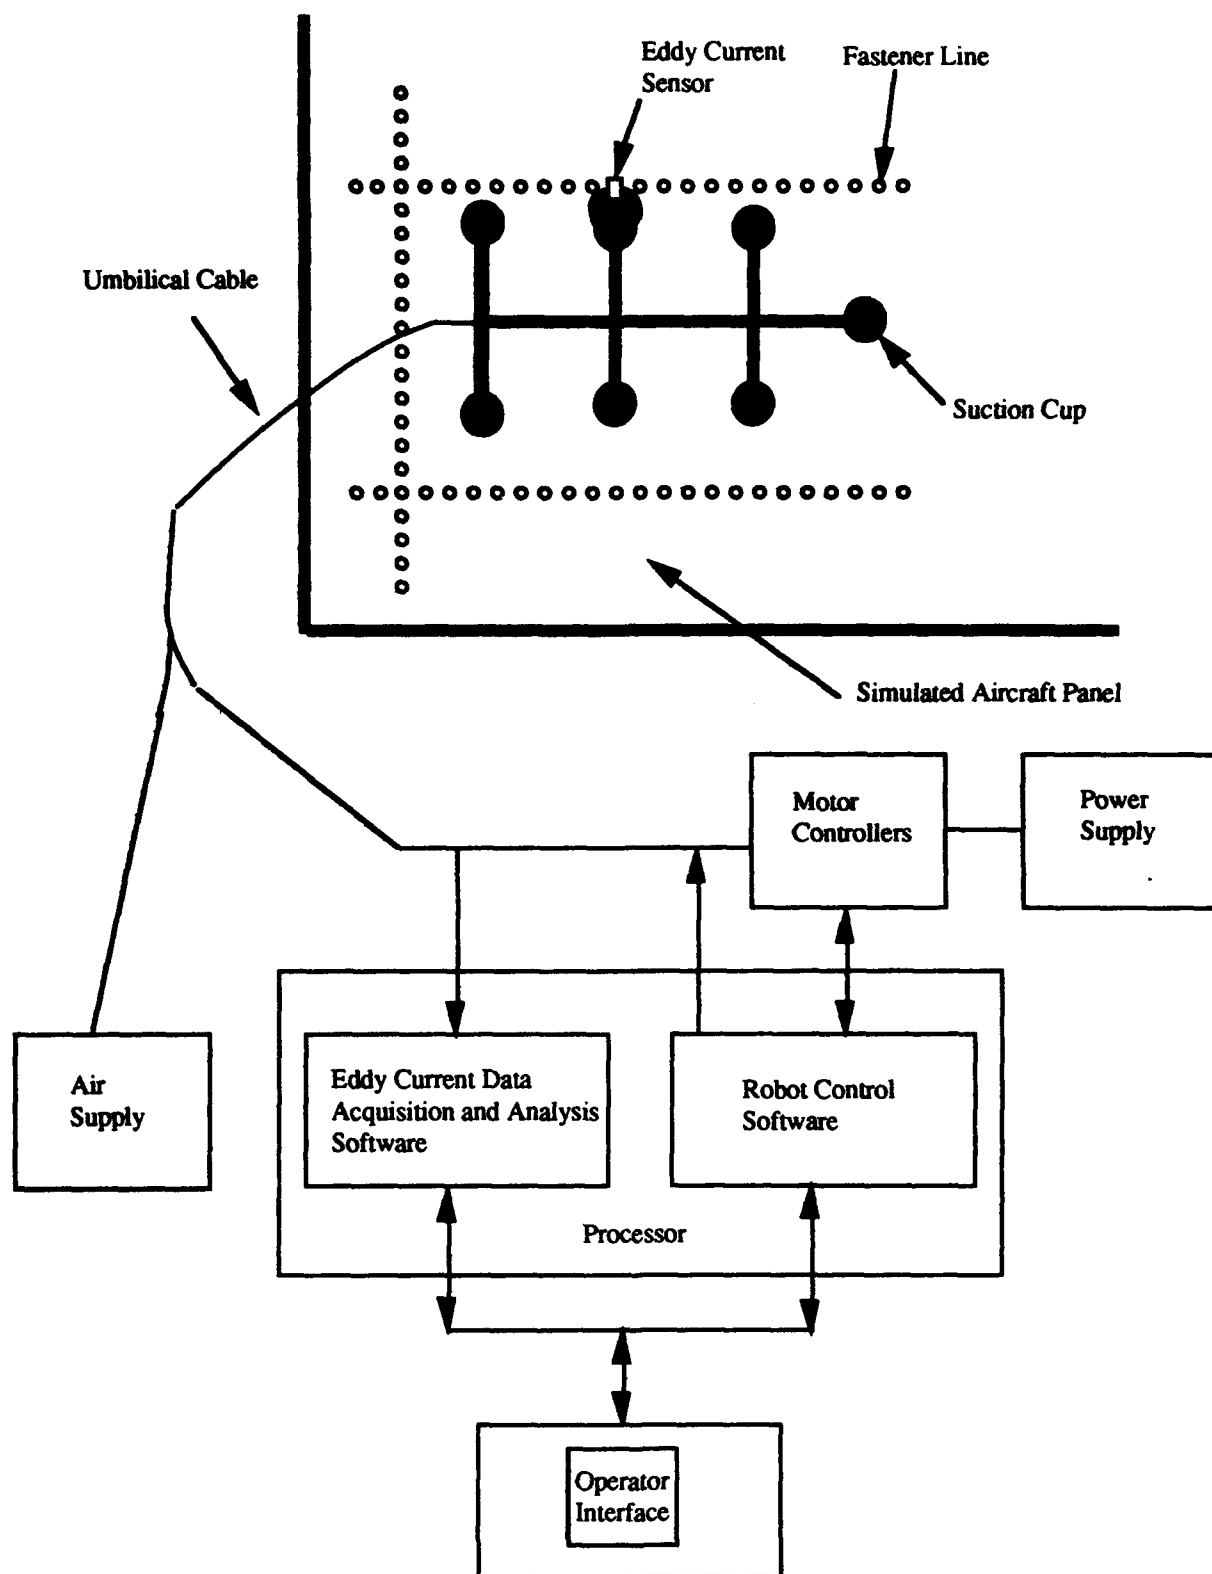 Eddy Current
Sensor
Fastener Line
Umbilical Cable
Suction Cup
Simulated Aircraft Panel
Motor
Controllers
Power
Supply
Air
Supply
Eddy Current Data
Acquisition and Analysis
Software
Robot Control
Software
Processor
Operator
Interface